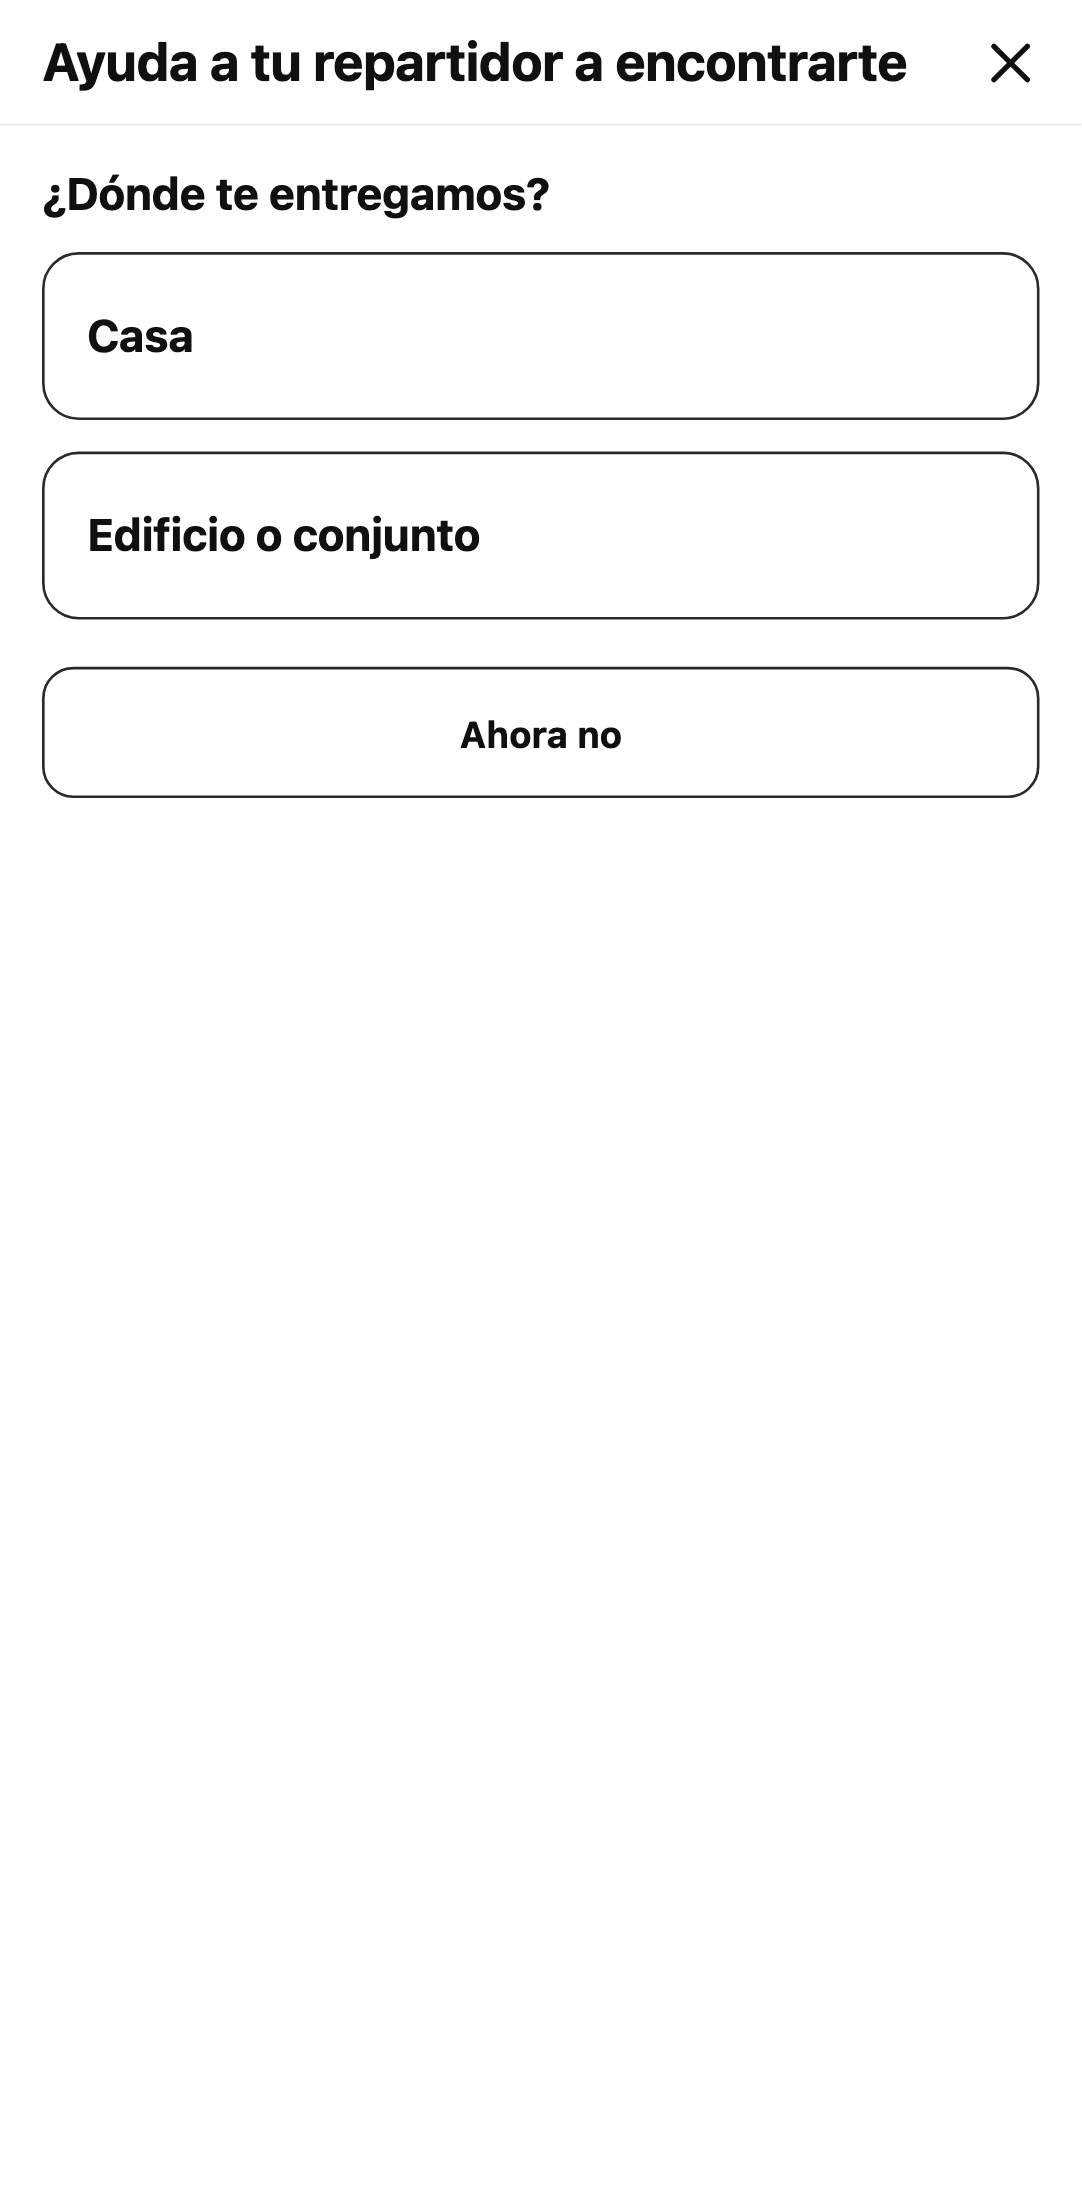 Ayuda a tu repartidor a encontrarte
¿Dónde te entregamos?
Casa
Edificio o conjunto
Ahora no